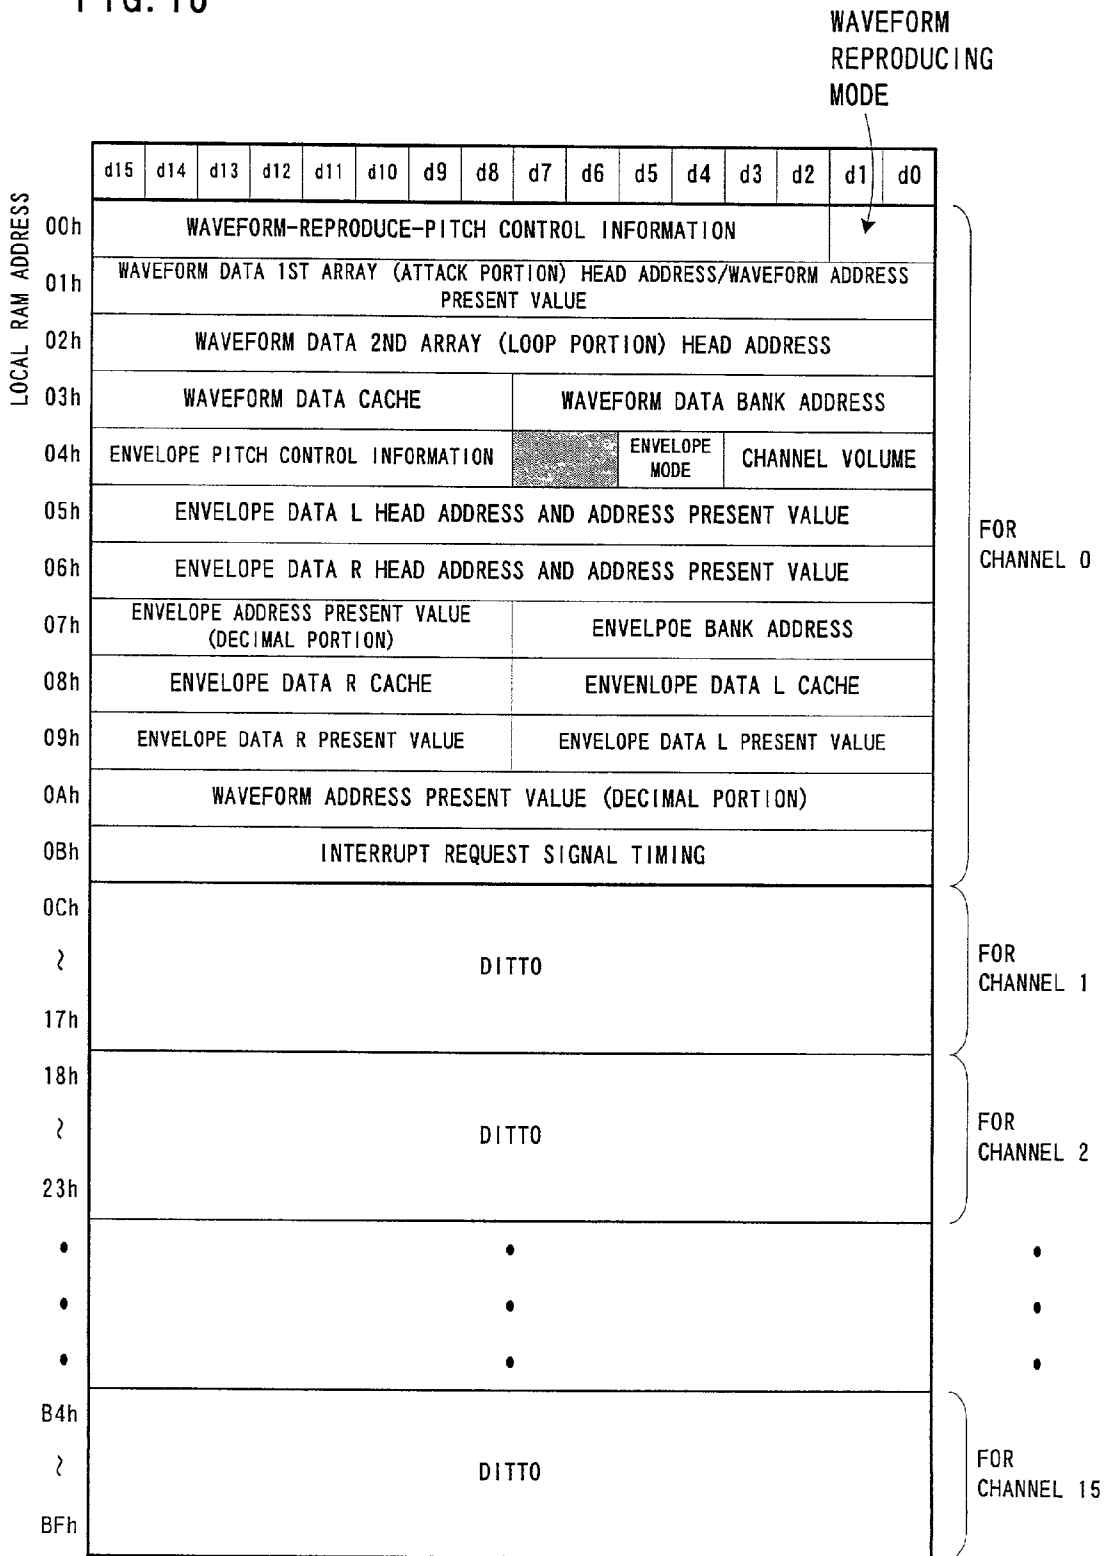 FIG. 10
WAVEFORM
REPRODUCING
MODE
LOCAL RAM ADDRESS
d15 d14 d13 d12 d11 d10 d9 d8 d7 d6 d5 d4 d3 d2 d1 d0
00h WAVEFORM-REPRODUCE-PITCH CONTROL INFORMATION
01h WAVEFORM DATA 1ST ARRAY (ATTACK PORTION) HEAD ADDRESS/WAVEFORM ADDRESS
PRESENT VALUE
02h WAVEFORM DATA 2ND ARRAY (LOOP PORTION) HEAD ADDRESS
03h WAVEFORM DATA CACHE WAVEFORM DATA BANK ADDRESS
04h ENVELOPE PITCH CONTROL INFORMATION ENVELOPE
MODE CHANNEL VOLUME
05h ENVELOPE DATA L HEAD ADDRESS AND ADDRESS PRESENT VALUE
06h ENVELOPE DATA R HEAD ADDRESS AND ADDRESS PRESENT VALUE
07h ENVELOPE ADDRESS PRESENT VALUE
(DECIMAL PORTION) ENVELPOE BANK ADDRESS
08h ENVELOPE DATA R CACHE ENVENLOPE DATA L CACHE
09h ENVELOPE DATA R PRESENT VALUE ENVELOPE DATA L PRESENT VALUE
0Ah WAVEFORM ADDRESS PRESENT VALUE (DECIMAL PORTION)
0Bh INTERRUPT REQUEST SIGNAL TIMING
FOR
CHANNEL 0
0Ch
~
17h
DITTO
FOR
CHANNEL 1
18h
~
23h
DITTO
FOR
CHANNEL 2
B4h
~
BFh
DITTO
FOR
CHANNEL 15